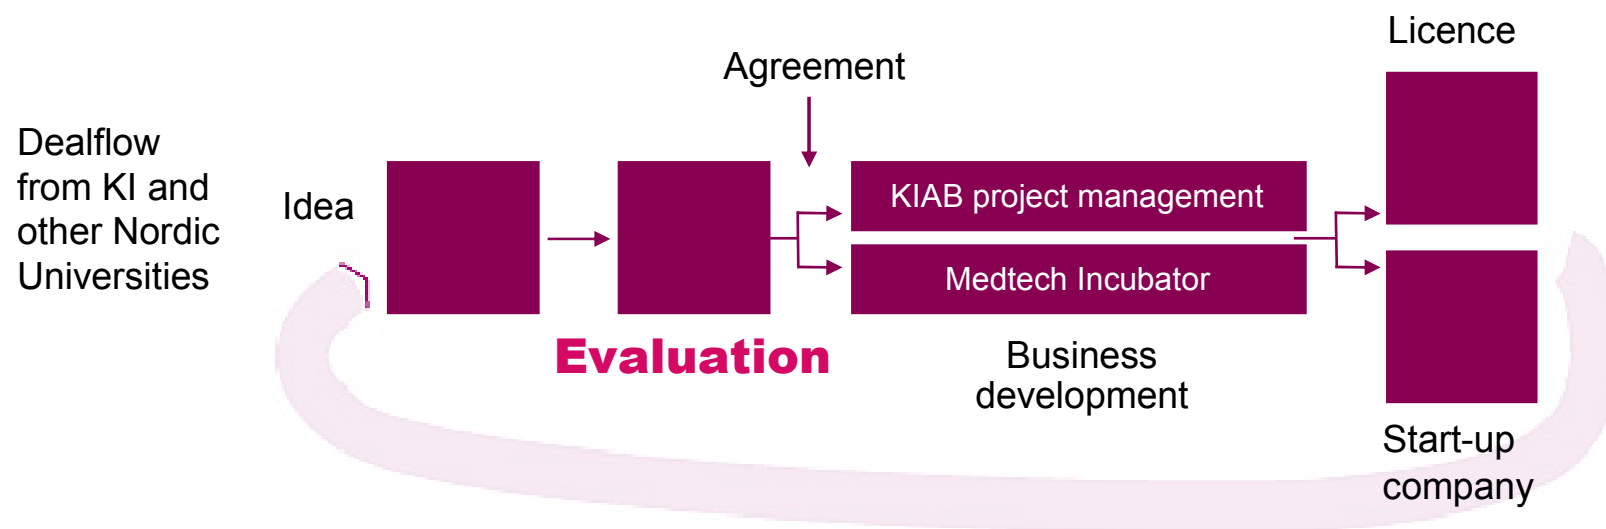 Dealflow
from KI and
other Nordic
Universities
Idea
Evaluation
Agreement
KIAB project management
Medtech Incubator
Business
development
Licence
Start-up
company